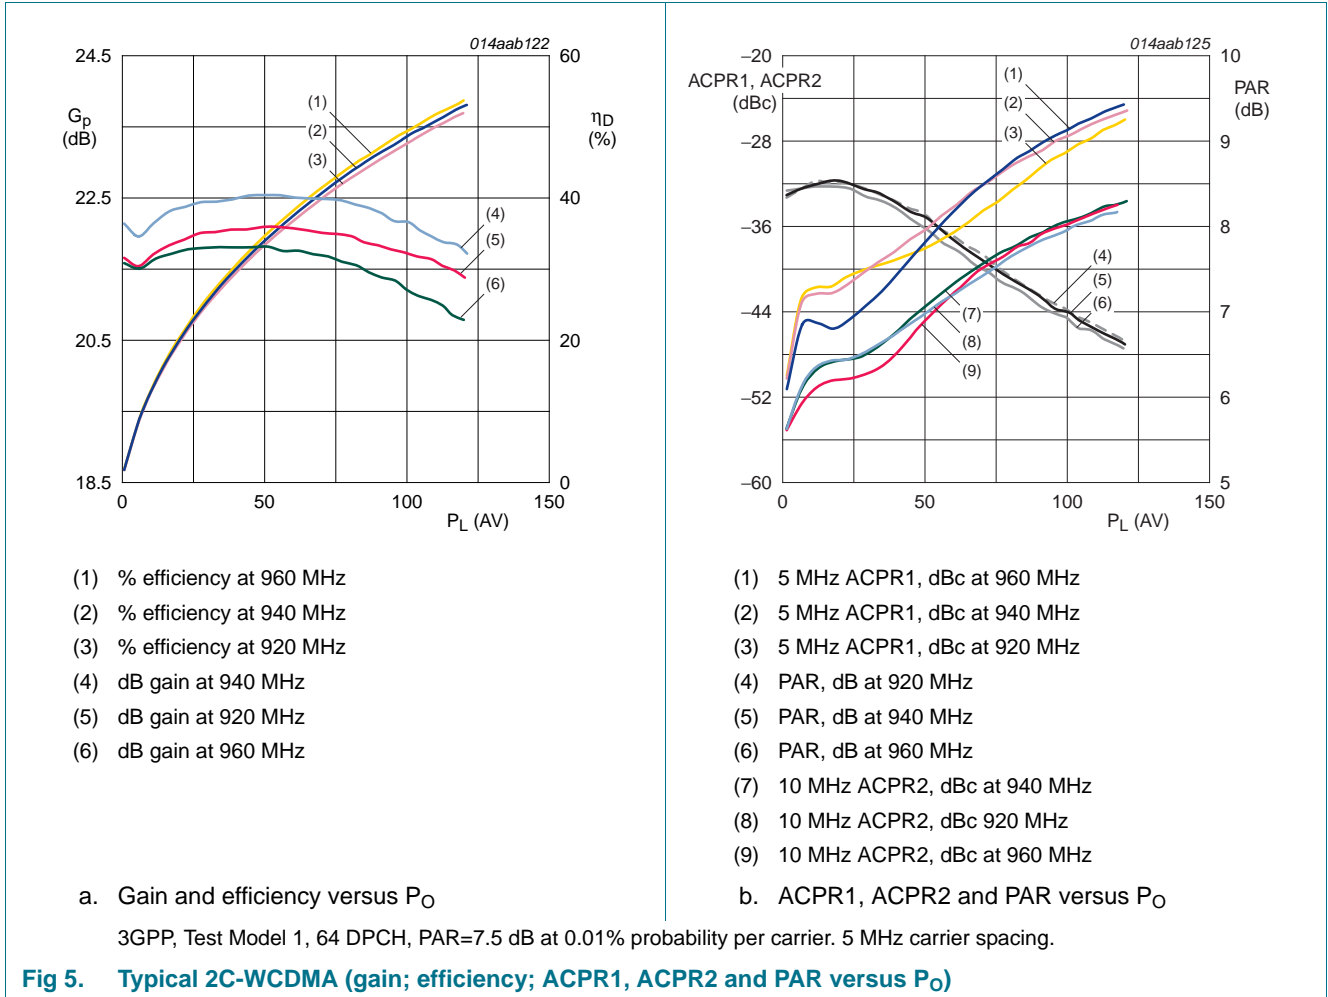 014aab122
24.5
60
Gp
(dB)
ηD
(%)
(1)
(2)
(3)
22.5
40
(4)
(5)
(6)
20.5
20
18.5
0
0
50
100
150
PL (AV)
(1) % efficiency at 960 MHz
(2) % efficiency at 940 MHz
(3) % efficiency at 920 MHz
(4) dB gain at 940 MHz
(5) dB gain at 920 MHz
(6) dB gain at 960 MHz
a. Gain and efficiency versus PO
014aab125
–20
10
ACPR1, ACPR2
(dBc)
PAR
(dB)
(1)
(2)
(3)
–28
9
–36
8
(4)
(5)
(6)
–44
7
(7)
(8)
(9)
–52
6
–60
5
0
50
100
150
PL (AV)
(1) 5 MHz ACPR1, dBc at 960 MHz
(2) 5 MHz ACPR1, dBc at 940 MHz
(3) 5 MHz ACPR1, dBc at 920 MHz
(4) PAR, dB at 920 MHz
(5) PAR, dB at 940 MHz
(6) PAR, dB at 960 MHz
(7) 10 MHz ACPR2, dBc at 940 MHz
(8) 10 MHz ACPR2, dBc 920 MHz
(9) 10 MHz ACPR2, dBc at 960 MHz
b. ACPR1, ACPR2 and PAR versus PO
3GPP, Test Model 1, 64 DPCH, PAR=7.5 dB at 0.01% probability per carrier. 5 MHz carrier spacing.
Fig 5. Typical 2C-WCDMA (gain; efficiency; ACPR1, ACPR2 and PAR versus PO)